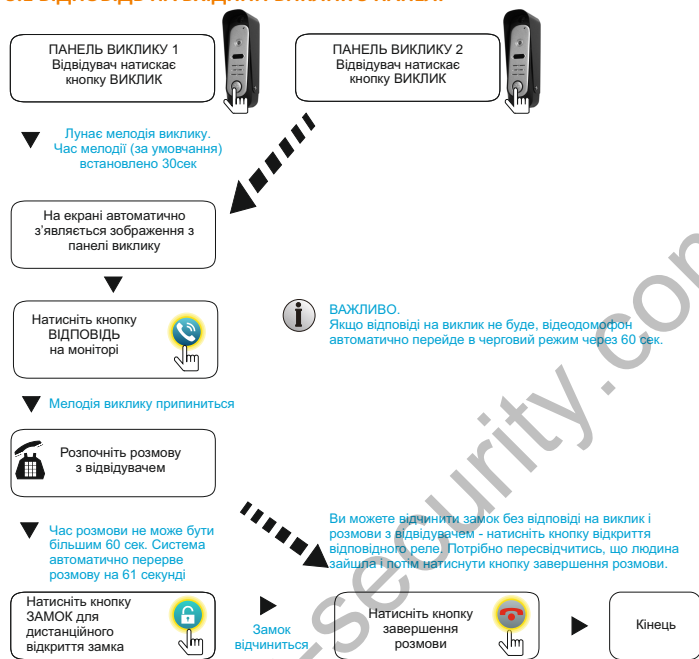 ПАНЕЛЬ ВИКЛИКУ 1
Відвідувач натискає
кнопку ВИКЛИК
ПАНЕЛЬ ВИКЛИКУ 2
Відвідувач натискає
кнопку ВИКЛИК
Лунає мелодія виклику.
Час мелодії (за умовчання)
встановлено 30сек
На екрані автоматично
з'являється зображення з
панелі виклику
Натисніть кнопку
ВІДПОВІДЬ
на моніторі
ВАЖЛИВО.
Якщо відповіді на виклик не буде, відеодомофон
автоматично перейде в черговий режим через 60 сек.
Мелодія виклику припиниться
Розпочніть розмову
з відвідувачем
Час розмови не може бути
більшим 60 сек. Система
автоматично перерве
розмову на 61 секунді
Ви можете відчинити замок без відповіді на виклик і
розмови з відвідувачем - натисніть кнопку відкриття
відповідного реле. Потрібно пересвідчитись, що людина
зайшла і потім натиснути кнопку завершення розмови.
Натисніть кнопку
ЗАМОК для
дистанційного
відкриття замка
Замок
відчиниться
Натисніть кнопку
завершення
розмови
Кінець
-security.com